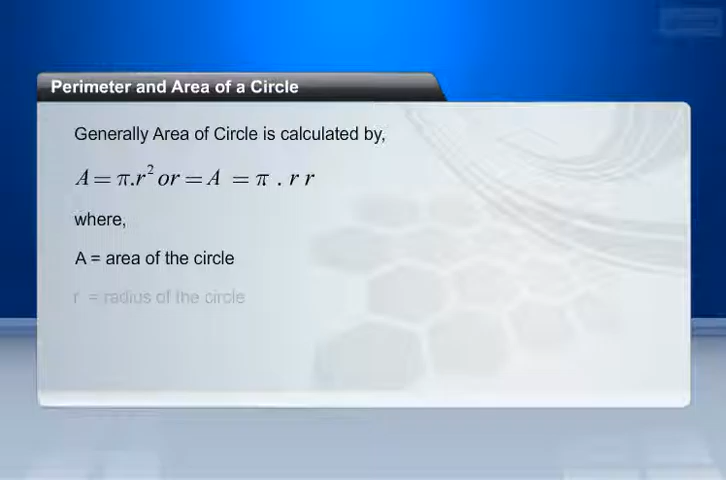 Perimeter and Area of a Circle
Generally Area of Circle is calculated by,
A = π.r² or = A = π . r r
where,
A = area of the circle
r = radius of the circle